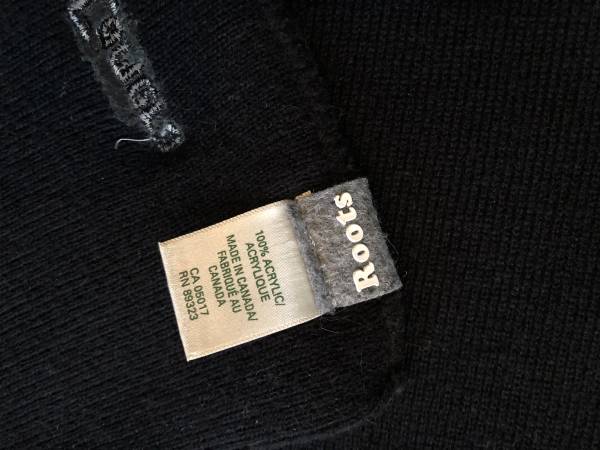 Roots
100% ACRYLIC/
ACRYLIQUE
MADE IN CANADA/
FABRIQUÉ AU
CANADA
CA 05017
RN 89323